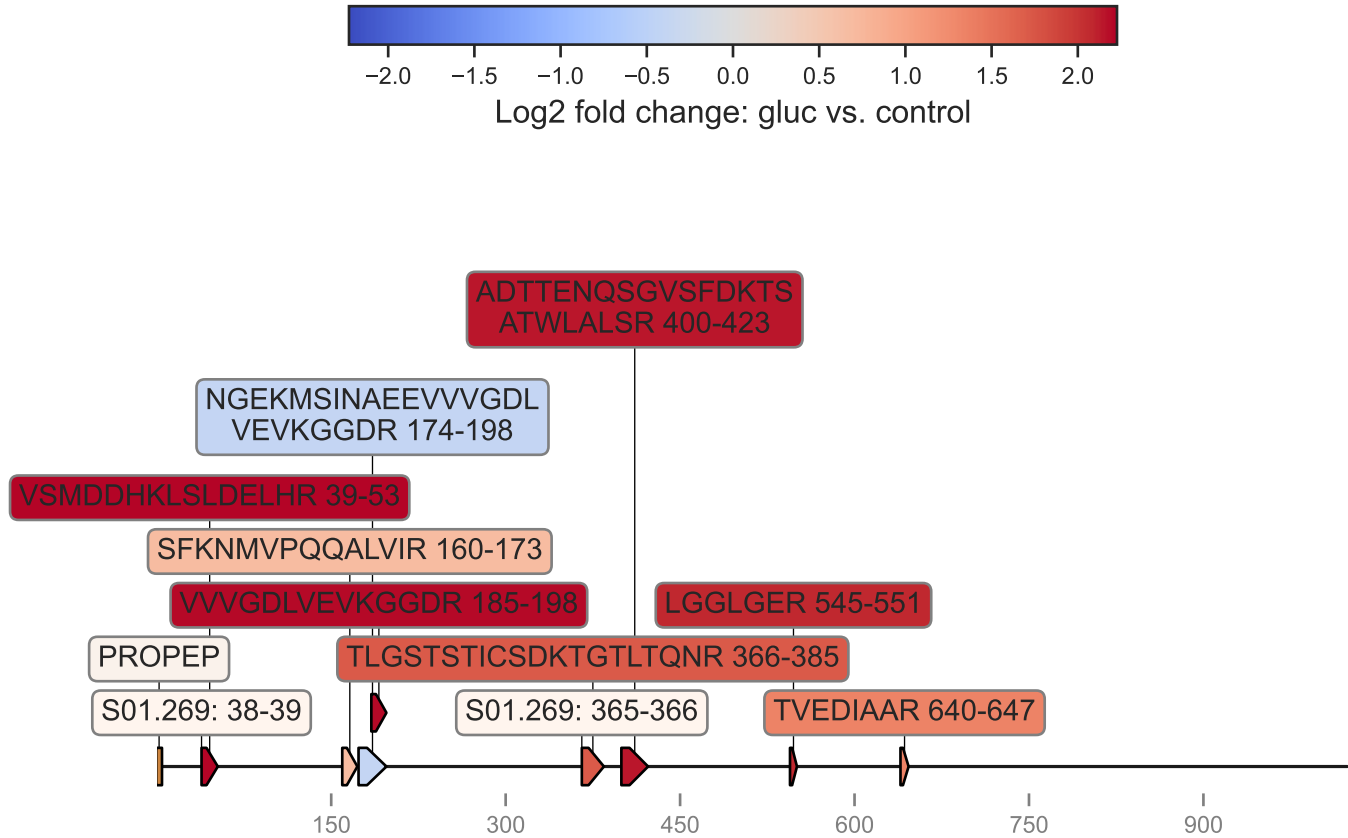 −2.0 −1.5 −1.0 −0.5 0.0 0.5 1.0 1.5 2.0
Log2 fold change: gluc vs. control
ADTTENQSGVSFDKTS
ATWLALSR 400-423
NGEKMSINAEEVVVGDL
VEVKGGDR 174-198
VSMDDHKLSLDELHR 39-53
SFKNMVPQQALVIR 160-173
VVVGDLVEVKGGDR 185-198
LGGLGER 545-551
PROPEP
TLGSTSTICSDKTGTLTQNR 366-385
S01.269: 38-39
S01.269: 365-366
TVEDIAAR 640-647
150 300 450 600 750 900